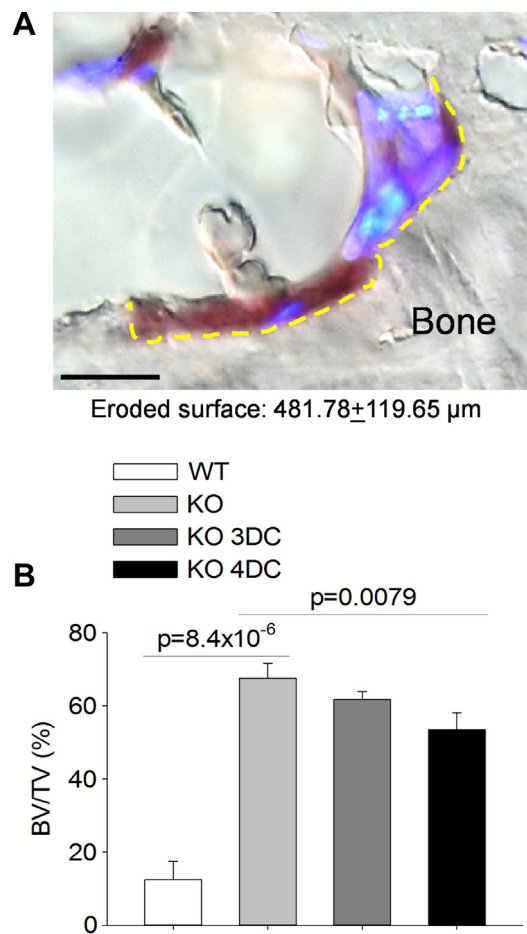 A
Bone
Eroded surface: 481.78±119.65 µm
WT
KO
KO 3DC
KO 4DC
B
p=0.0079
p=8.4x10⁻⁶
80
60
40
20
0
BV/TV (%)